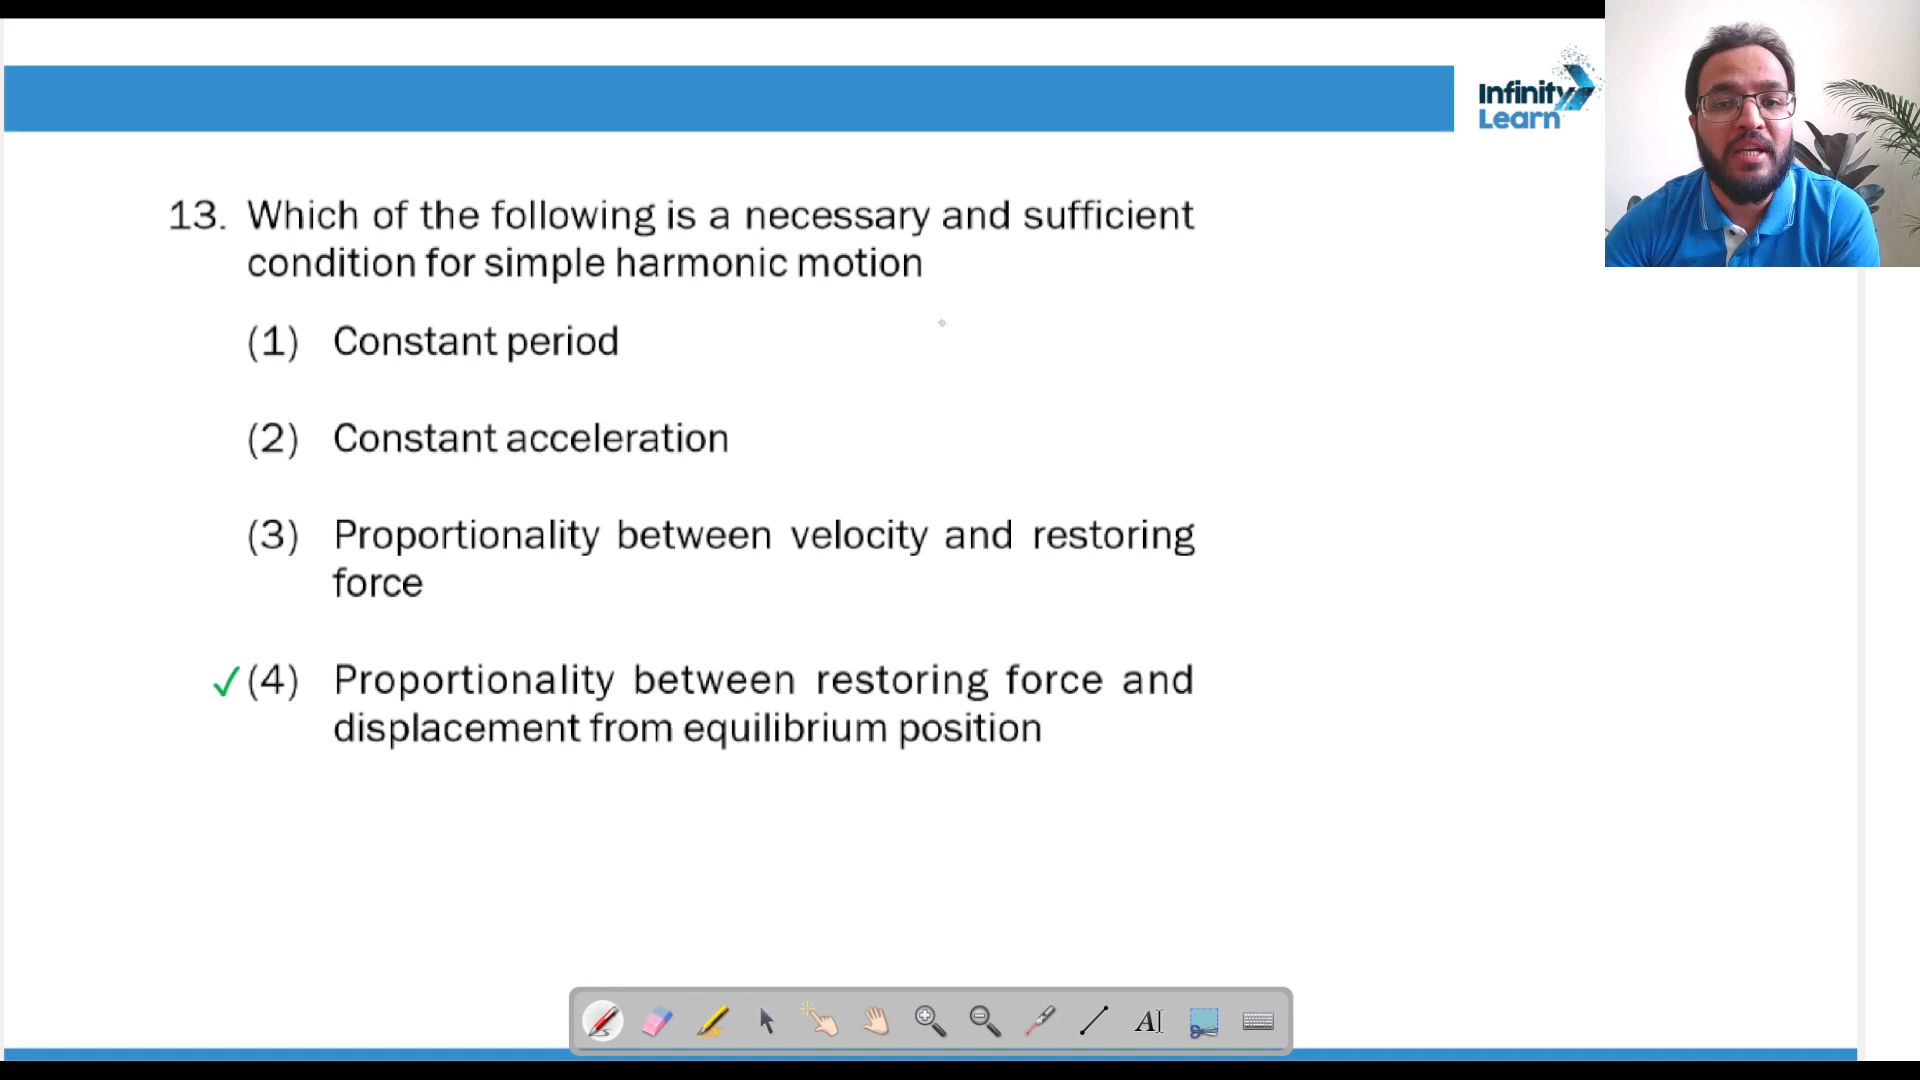 Infinity
Learn
13. Which of the following is a necessary and sufficient
condition for simple harmonic motion
(1) Constant period
(2) Constant acceleration
(3) Proportionality between velocity and restoring
force
✓(4) Proportionality between restoring force and
displacement from equilibrium position
A